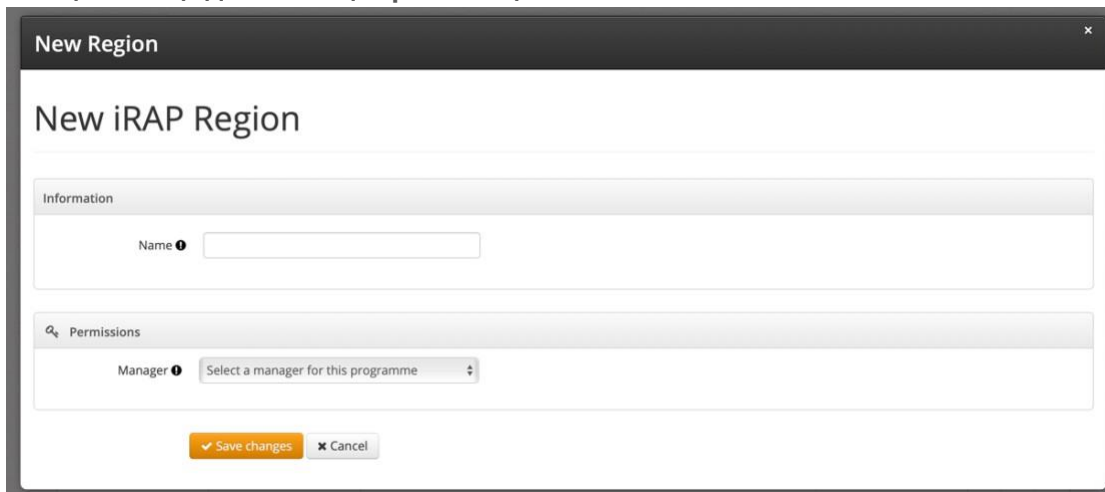 New Region
×
New iRAP Region
Information
Name
Permissions
Manager Select a manager for this programme
Save changes Cancel